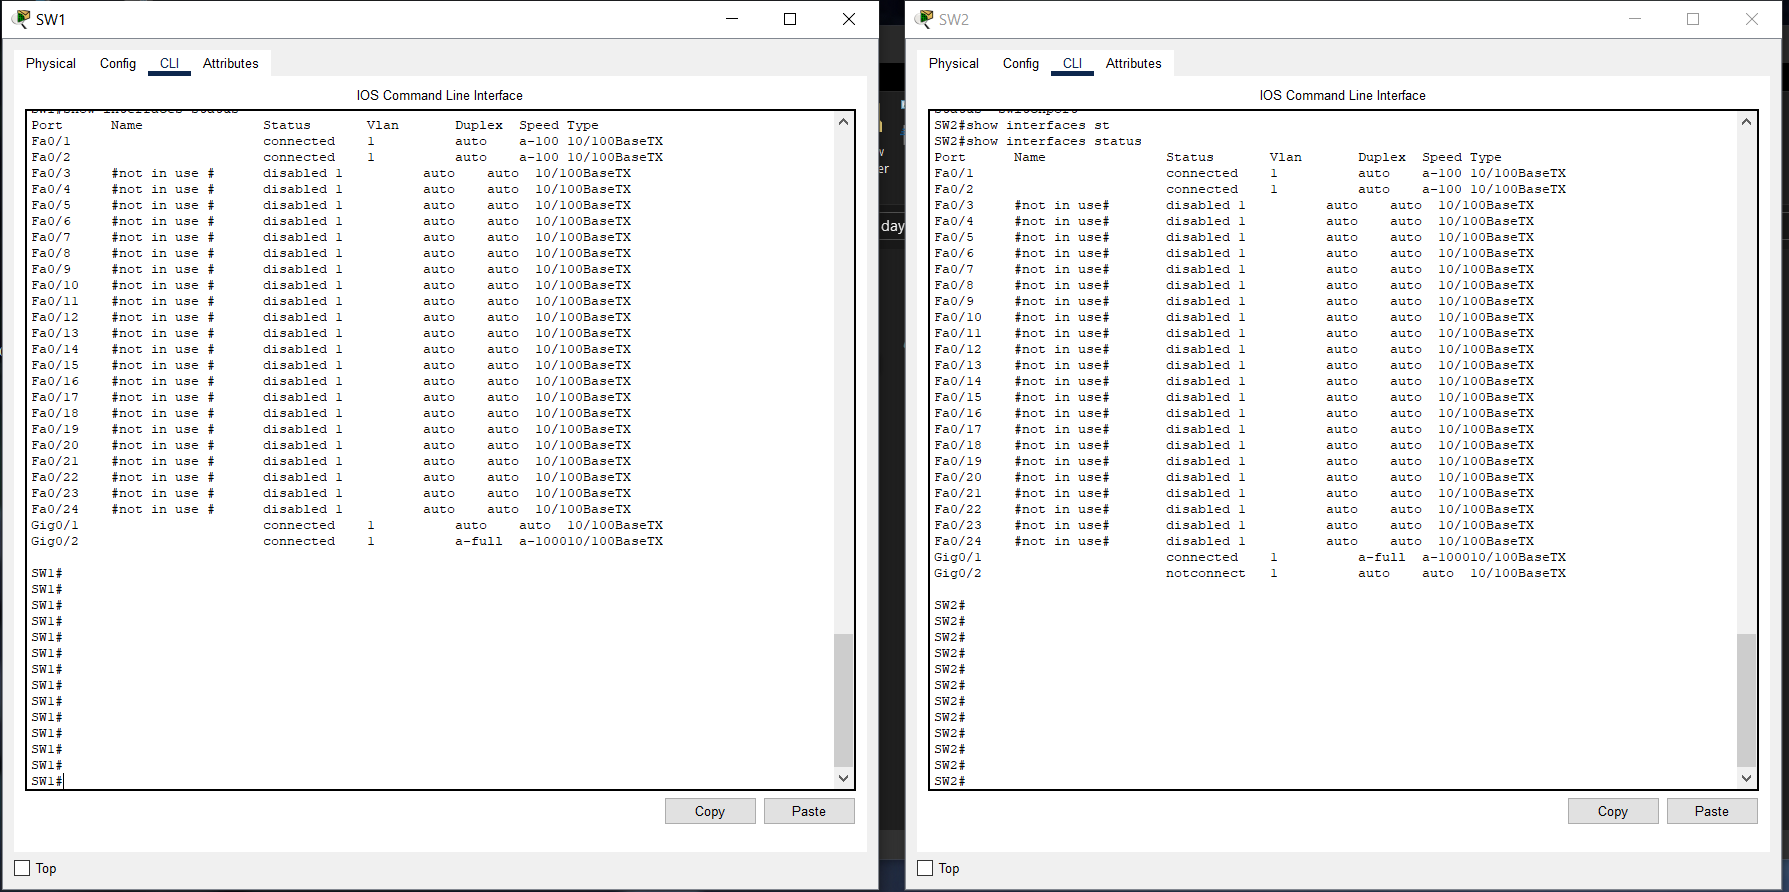 SW1
Physical Config CLI Attributes
IOS Command Line Interface
SW1#show interfaces status
Port Name Status Vlan Duplex Speed Type
Fa0/1 connected 1 auto a-100 10/100BaseTX
Fa0/2 connected 1 auto a-100 10/100BaseTX
Fa0/3 #not in use # disabled 1 auto auto 10/100BaseTX
Fa0/4 #not in use # disabled 1 auto auto 10/100BaseTX
Fa0/5 #not in use # disabled 1 auto auto 10/100BaseTX
Fa0/6 #not in use # disabled 1 auto auto 10/100BaseTX
Fa0/7 #not in use # disabled 1 auto auto 10/100BaseTX
Fa0/8 #not in use # disabled 1 auto auto 10/100BaseTX
Fa0/9 #not in use # disabled 1 auto auto 10/100BaseTX
Fa0/10 #not in use # disabled 1 auto auto 10/100BaseTX
Fa0/11 #not in use # disabled 1 auto auto 10/100BaseTX
Fa0/12 #not in use # disabled 1 auto auto 10/100BaseTX
Fa0/13 #not in use # disabled 1 auto auto 10/100BaseTX
Fa0/14 #not in use # disabled 1 auto auto 10/100BaseTX
Fa0/15 #not in use # disabled 1 auto auto 10/100BaseTX
Fa0/16 #not in use # disabled 1 auto auto 10/100BaseTX
Fa0/17 #not in use # disabled 1 auto auto 10/100BaseTX
Fa0/18 #not in use # disabled 1 auto auto 10/100BaseTX
Fa0/19 #not in use # disabled 1 auto auto 10/100BaseTX
Fa0/20 #not in use # disabled 1 auto auto 10/100BaseTX
Fa0/21 #not in use # disabled 1 auto auto 10/100BaseTX
Fa0/22 #not in use # disabled 1 auto auto 10/100BaseTX
Fa0/23 #not in use # disabled 1 auto auto 10/100BaseTX
Fa0/24 #not in use # disabled 1 auto auto 10/100BaseTX
Gig0/1 connected 1 auto auto 10/100BaseTX
Gig0/2 connected 1 a-full a-100010/100BaseTX
SW1#
SW1#
SW1#
SW1#
SW1#
SW1#
SW1#
SW1#
SW1#
SW1#
SW1#
SW1#
SW1#
SW1#
Copy Paste
Top
w
er
day
SW2
Physical Config CLI Attributes
IOS Command Line Interface
status switchport
SW2#show interfaces st
SW2#show interfaces status
Port Name Status Vlan Duplex Speed Type
Fa0/1 connected 1 auto a-100 10/100BaseTX
Fa0/2 connected 1 auto a-100 10/100BaseTX
Fa0/3 #not in use# disabled 1 auto auto 10/100BaseTX
Fa0/4 #not in use# disabled 1 auto auto 10/100BaseTX
Fa0/5 #not in use# disabled 1 auto auto 10/100BaseTX
Fa0/6 #not in use# disabled 1 auto auto 10/100BaseTX
Fa0/7 #not in use# disabled 1 auto auto 10/100BaseTX
Fa0/8 #not in use# disabled 1 auto auto 10/100BaseTX
Fa0/9 #not in use# disabled 1 auto auto 10/100BaseTX
Fa0/10 #not in use# disabled 1 auto auto 10/100BaseTX
Fa0/11 #not in use# disabled 1 auto auto 10/100BaseTX
Fa0/12 #not in use# disabled 1 auto auto 10/100BaseTX
Fa0/13 #not in use# disabled 1 auto auto 10/100BaseTX
Fa0/14 #not in use# disabled 1 auto auto 10/100BaseTX
Fa0/15 #not in use# disabled 1 auto auto 10/100BaseTX
Fa0/16 #not in use# disabled 1 auto auto 10/100BaseTX
Fa0/17 #not in use# disabled 1 auto auto 10/100BaseTX
Fa0/18 #not in use# disabled 1 auto auto 10/100BaseTX
Fa0/19 #not in use# disabled 1 auto auto 10/100BaseTX
Fa0/20 #not in use# disabled 1 auto auto 10/100BaseTX
Fa0/21 #not in use# disabled 1 auto auto 10/100BaseTX
Fa0/22 #not in use# disabled 1 auto auto 10/100BaseTX
Fa0/23 #not in use# disabled 1 auto auto 10/100BaseTX
Fa0/24 #not in use# disabled 1 auto auto 10/100BaseTX
Gig0/1 connected 1 a-full a-100010/100BaseTX
Gig0/2 notconnect 1 auto auto 10/100BaseTX
SW2#
SW2#
SW2#
SW2#
SW2#
SW2#
SW2#
SW2#
SW2#
SW2#
SW2#
SW2#
Copy Paste
Top